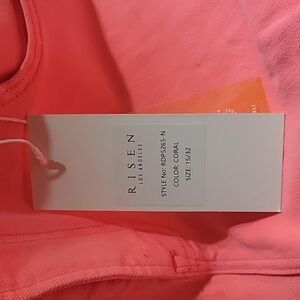 RISEN
LOS ANGELES
STYLE No: RDP5265-N
COLOR: CORAL
SIZE: 15/32